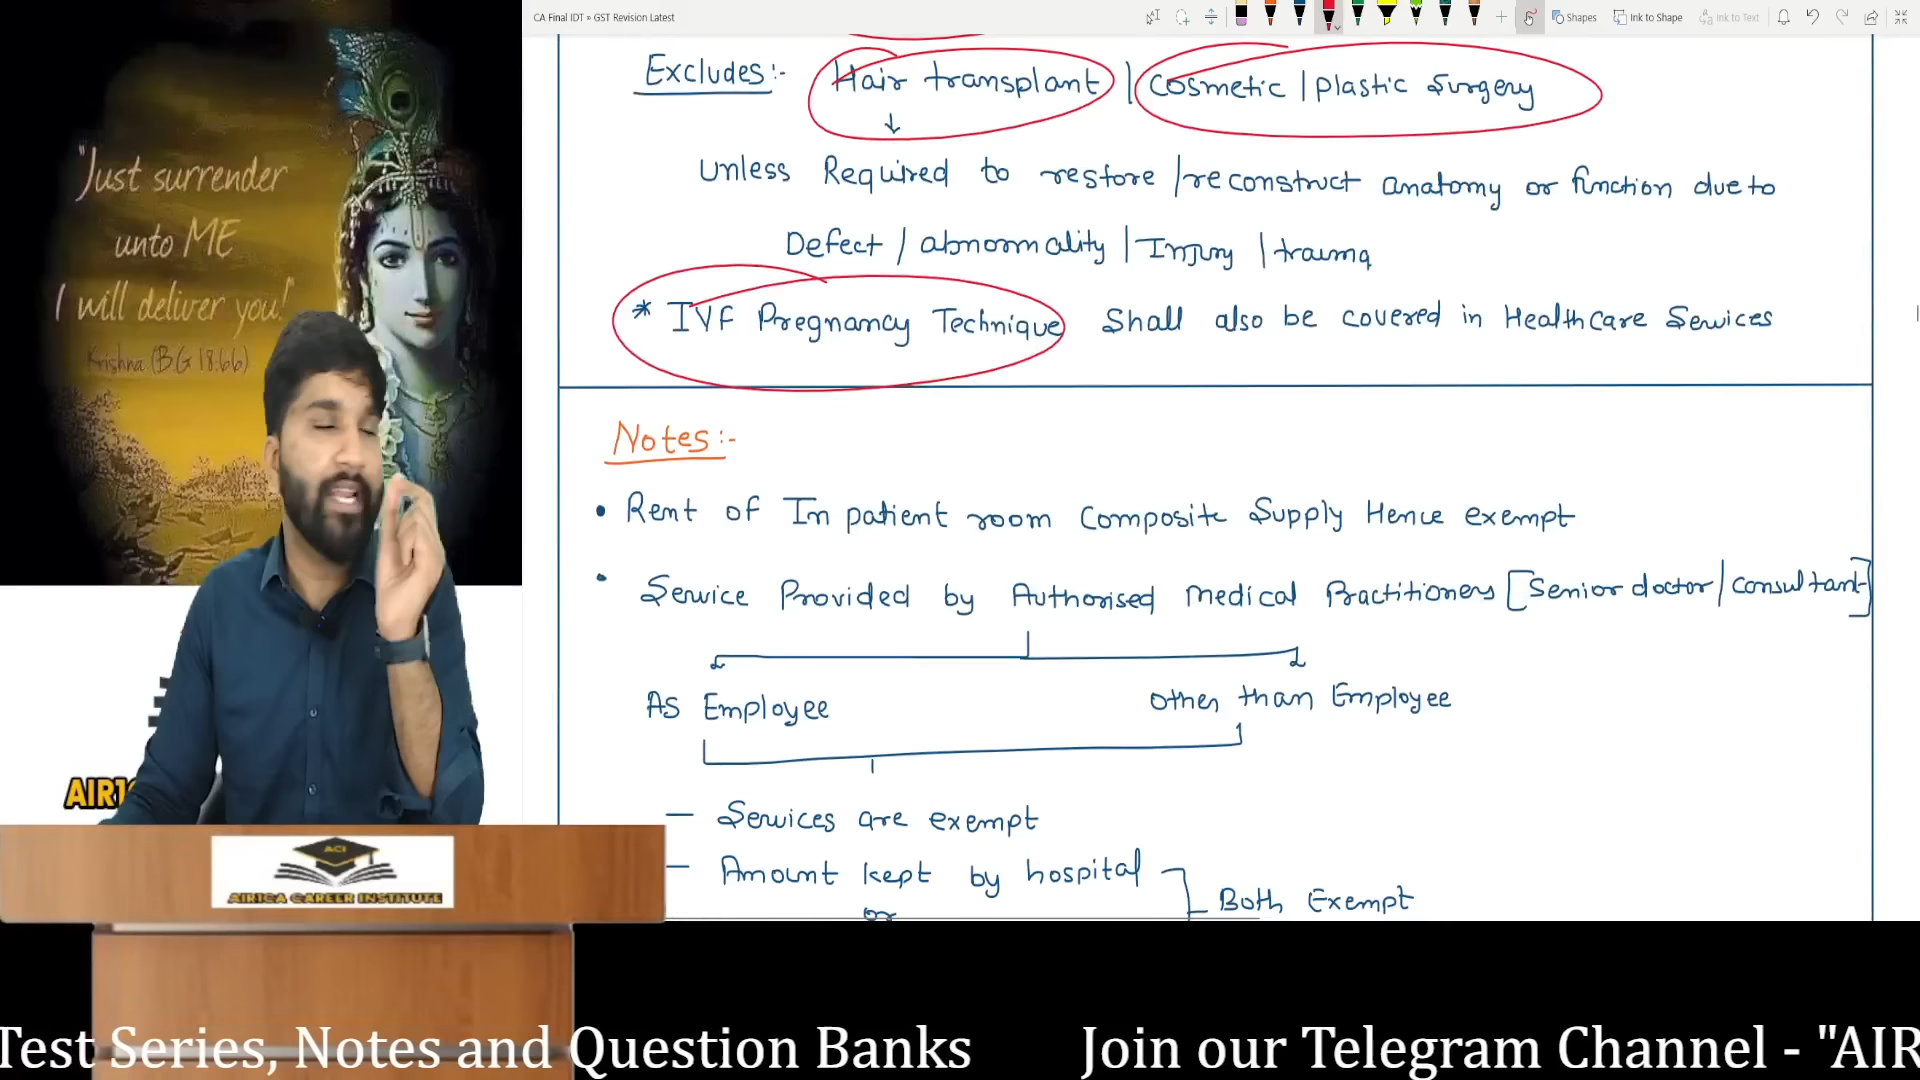 CA Final IDT » GST Revision Latest
Shapes
Ink to Shape
Ink to Text
Excludes:- Hair transplant | Cosmetic | plastic Surgery
↓
unless Required to restore /reconstruct anatomy or function due to
Defect / abnormality | Injury | trauma
* IVF Pregnancy Technique Shall also be covered in Healthcare Services
Notes:-
• Rent of In patient room Composite Supply Hence exempt
• Service Provided by Authorised medical Practitioners [Senior doctor | consultant]
As Employee
Other than Employee
— Services are exempt
— Amount kept by hospital
or
Both Exempt
"Just surrender
unto ME
I will deliver you!"
Krishna (B.G 18.66)
AIR1
ACI
AIR1CA CAREER INSTITUTE
Test Series, Notes and Question Banks Join our Telegram Channel - "AIR